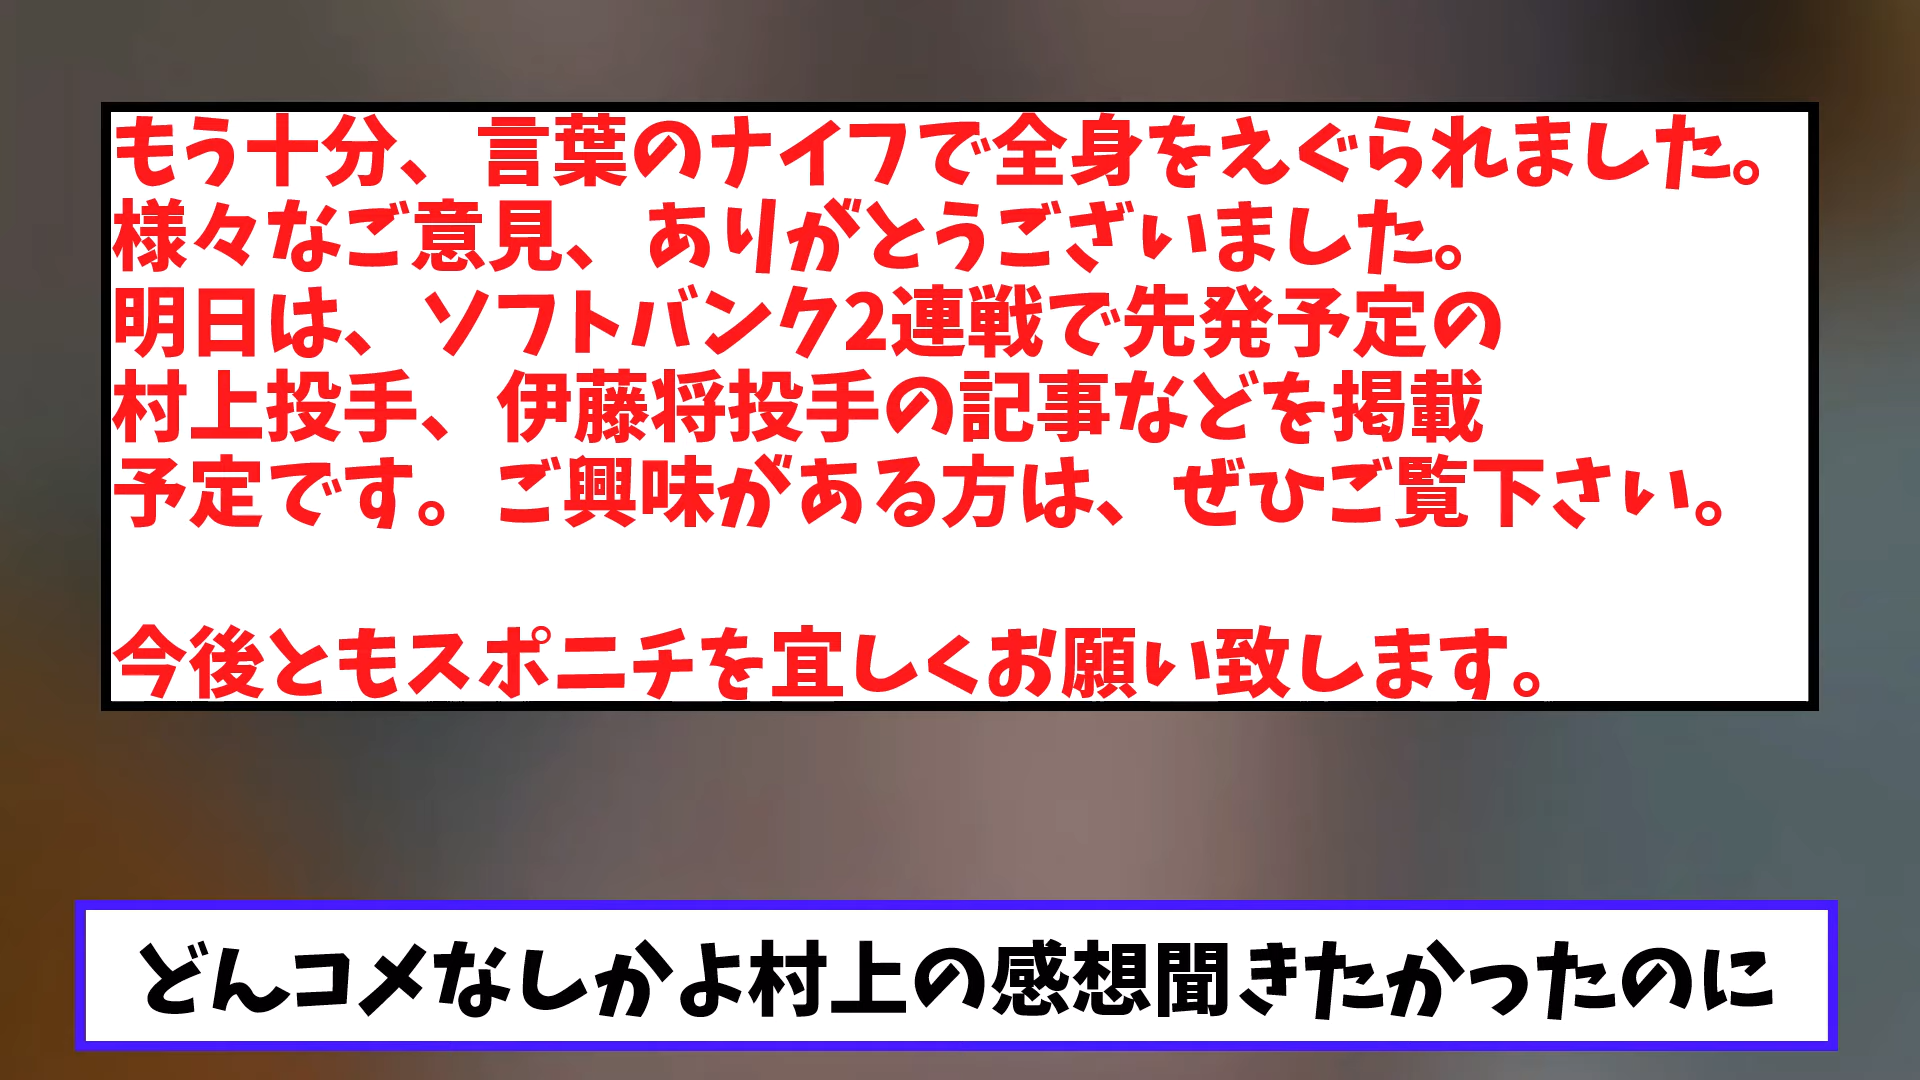 もう十分、言葉のナイフで全身をえぐられました。
様々なご意見、ありがとうございました。
明日は、ソフトバンク2連戦で先発予定の
村上投手、伊藤将投手の記事などを掲載
予定です。ご興味がある方は、ぜひご覧下さい。
今後ともスポニチを宜しくお願い致します。
どんコメなしかよ村上の感想聞きたかったのに